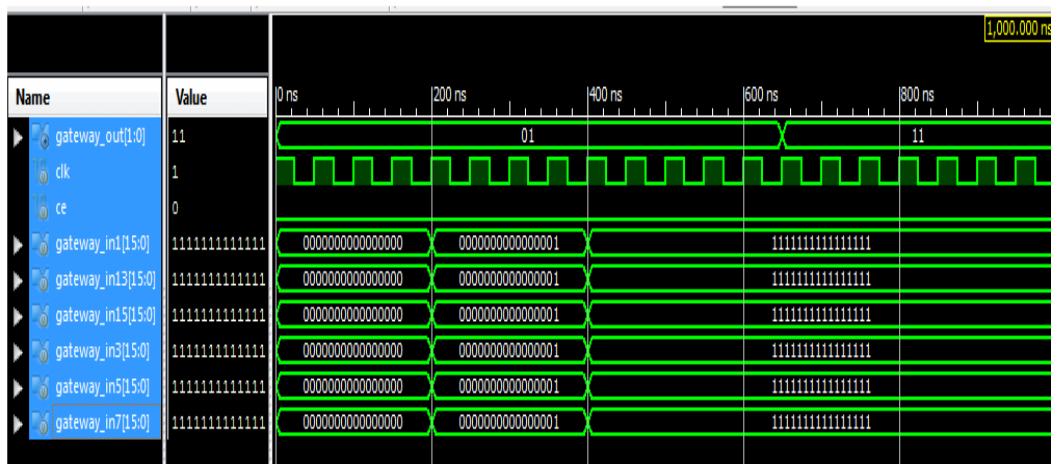 1,000.000 ns
Name Value 0 ns 200 ns 400 ns 600 ns 800 ns
gateway_out[1:0] 11 01 11
clk 1
ce 0
gateway_in1[15:0] 1111111111111 0000000000000000 0000000000000001 1111111111111111
gateway_in13[15:0] 1111111111111 0000000000000000 0000000000000001 1111111111111111
gateway_in15[15:0] 1111111111111 0000000000000000 0000000000000001 1111111111111111
gateway_in3[15:0] 1111111111111 0000000000000000 0000000000000001 1111111111111111
gateway_in5[15:0] 1111111111111 0000000000000000 0000000000000001 1111111111111111
gateway_in7[15:0] 1111111111111 0000000000000000 0000000000000001 1111111111111111